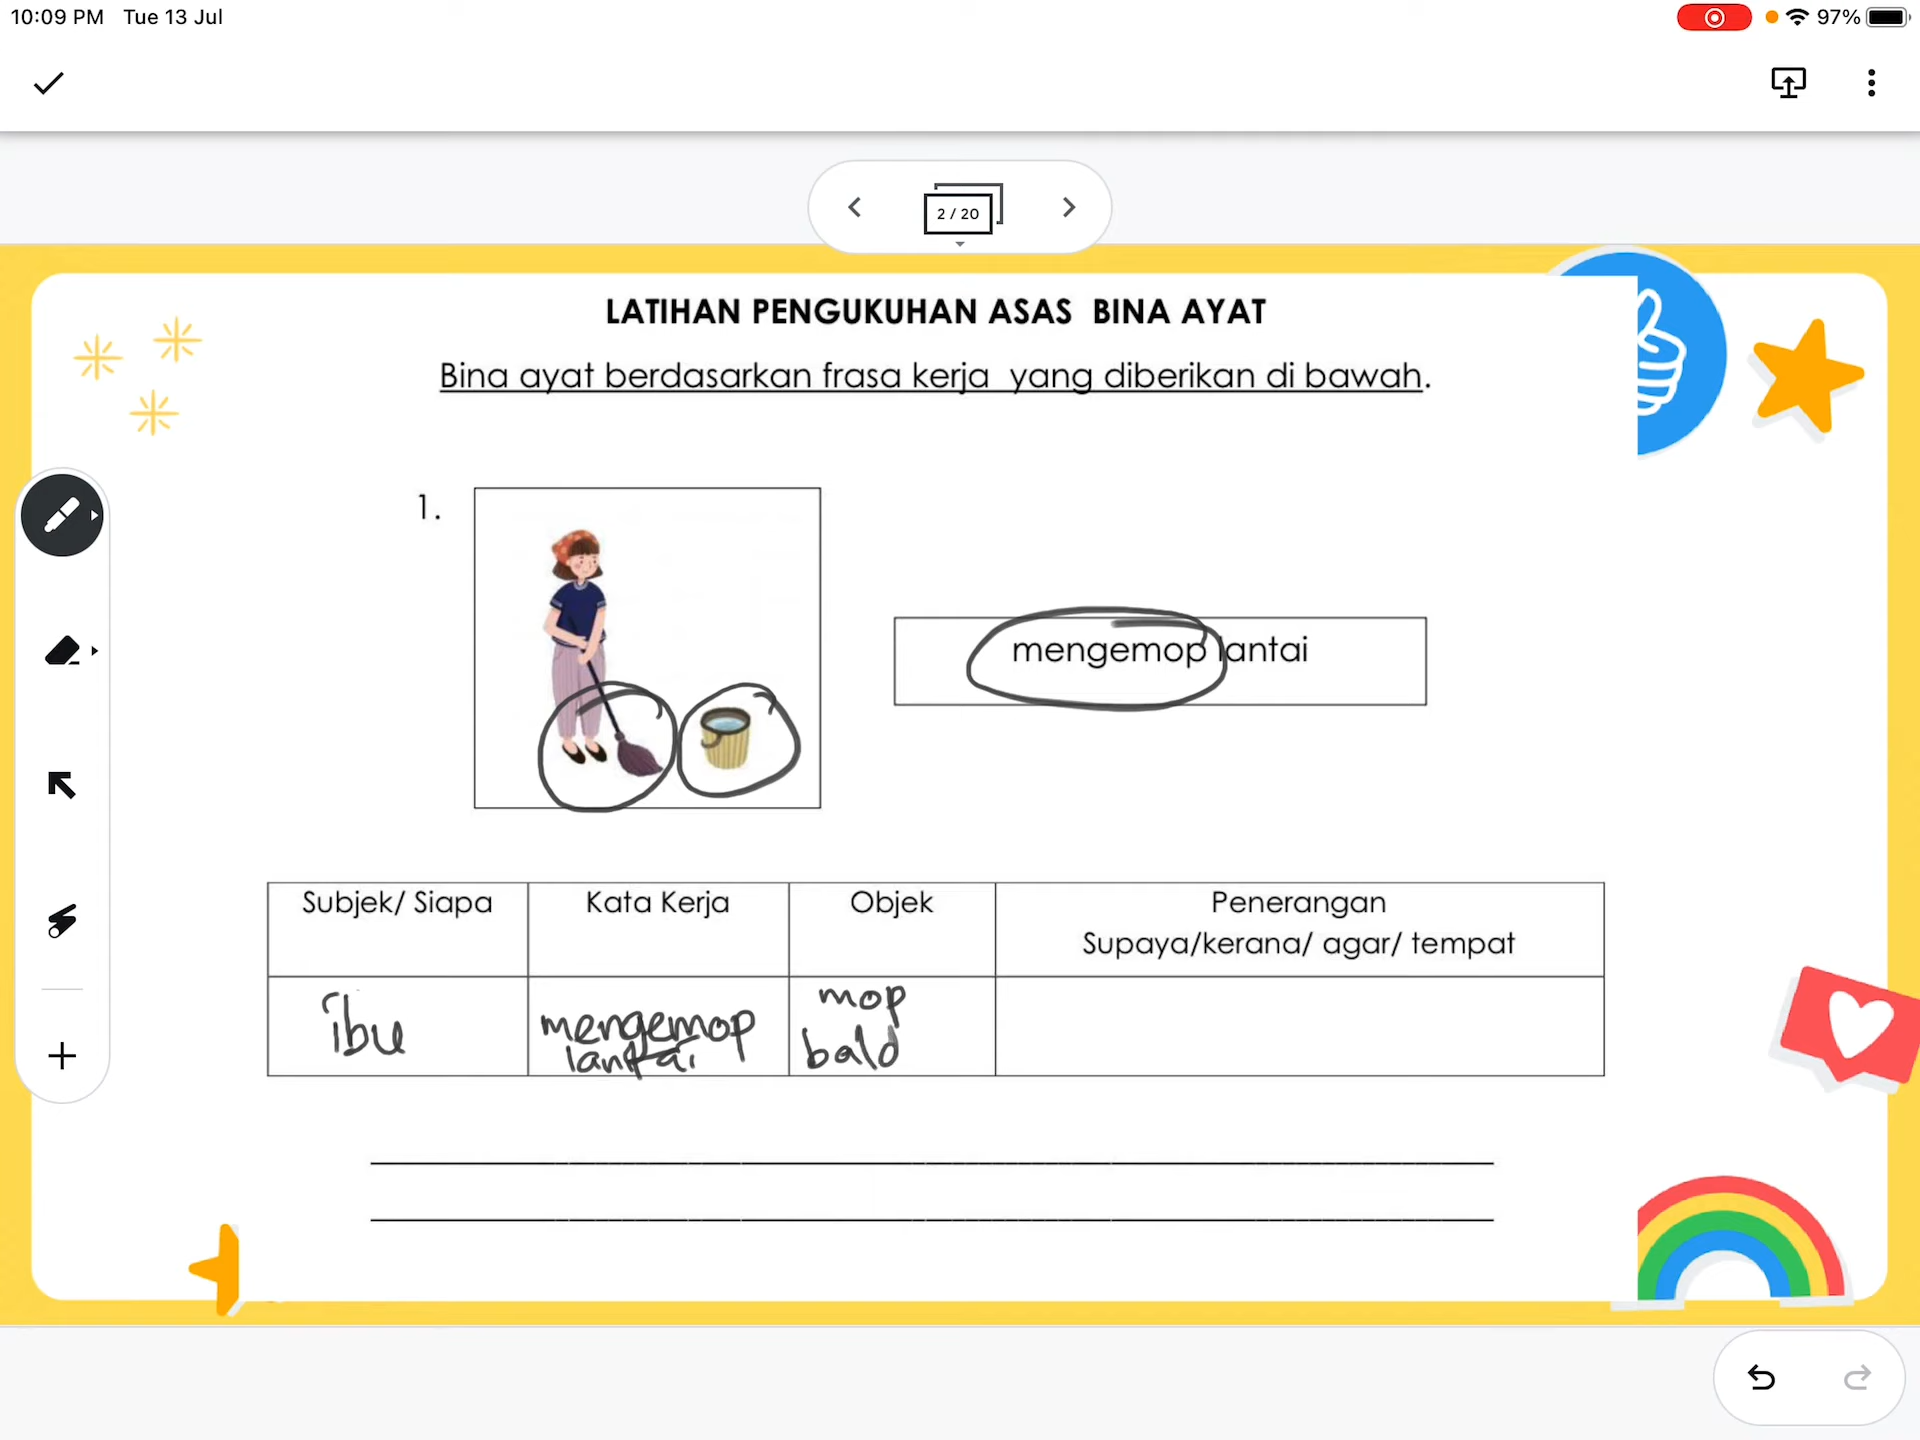 10:09 PM Tue 13 Jul
97%
2 / 20
LATIHAN PENGUKUHAN ASAS BINA AYAT
Bina ayat berdasarkan frasa kerja yang diberikan di bawah.
1.
mengemop lantai
Subjek/ Siapa
Kata Kerja
Objek
Penerangan
Supaya/kerana/ agar/ tempat
ibu
mengemop
lantai
mop
bald